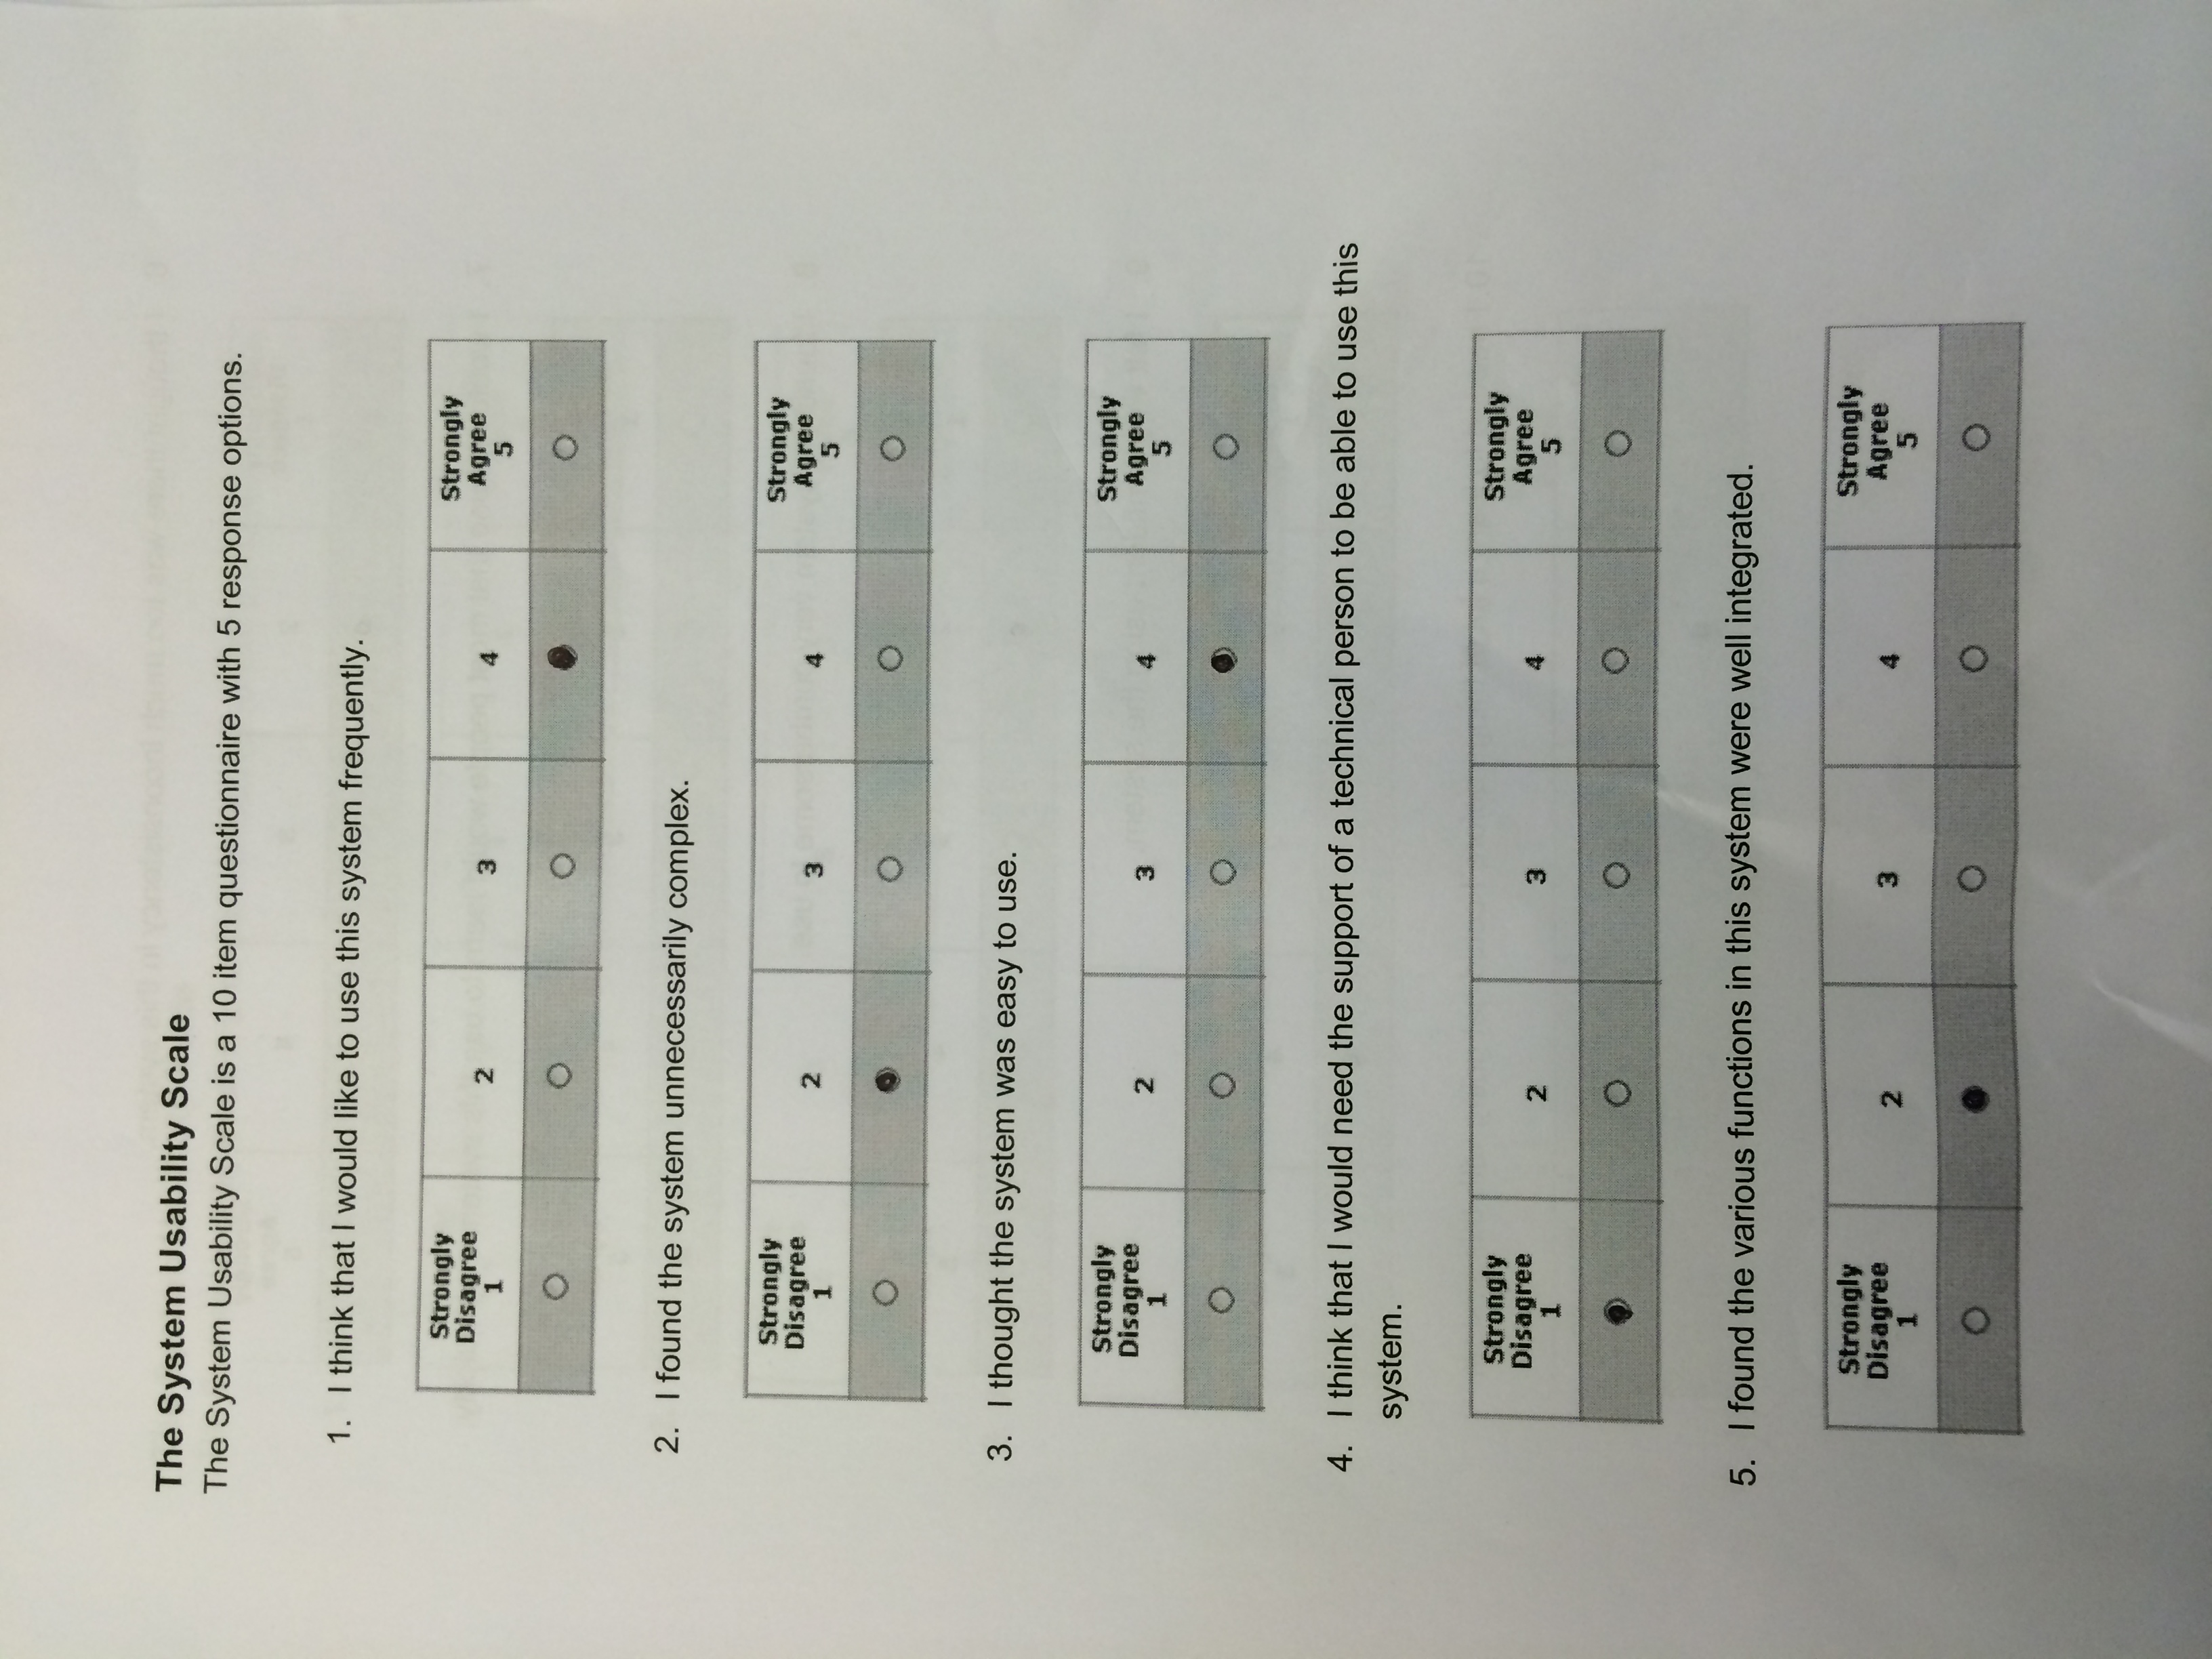 The System Usability Scale
The System Usability Scale is a 10 item questionnaire with 5 response options.
1. I think that I would like to use this system frequently.
Strongly Disagree 1 2 3 4 Strongly Agree 5
2. I found the system unnecessarily complex.
Strongly Disagree 1 2 3 4 Strongly Agree 5
3. I thought the system was easy to use.
Strongly Disagree 1 2 3 4 Strongly Agree 5
4. I think that I would need the support of a technical person to be able to use this
system.
Strongly Disagree 1 2 3 4 Strongly Agree 5
5. I found the various functions in this system were well integrated.
Strongly Disagree 1 2 3 4 Strongly Agree 5